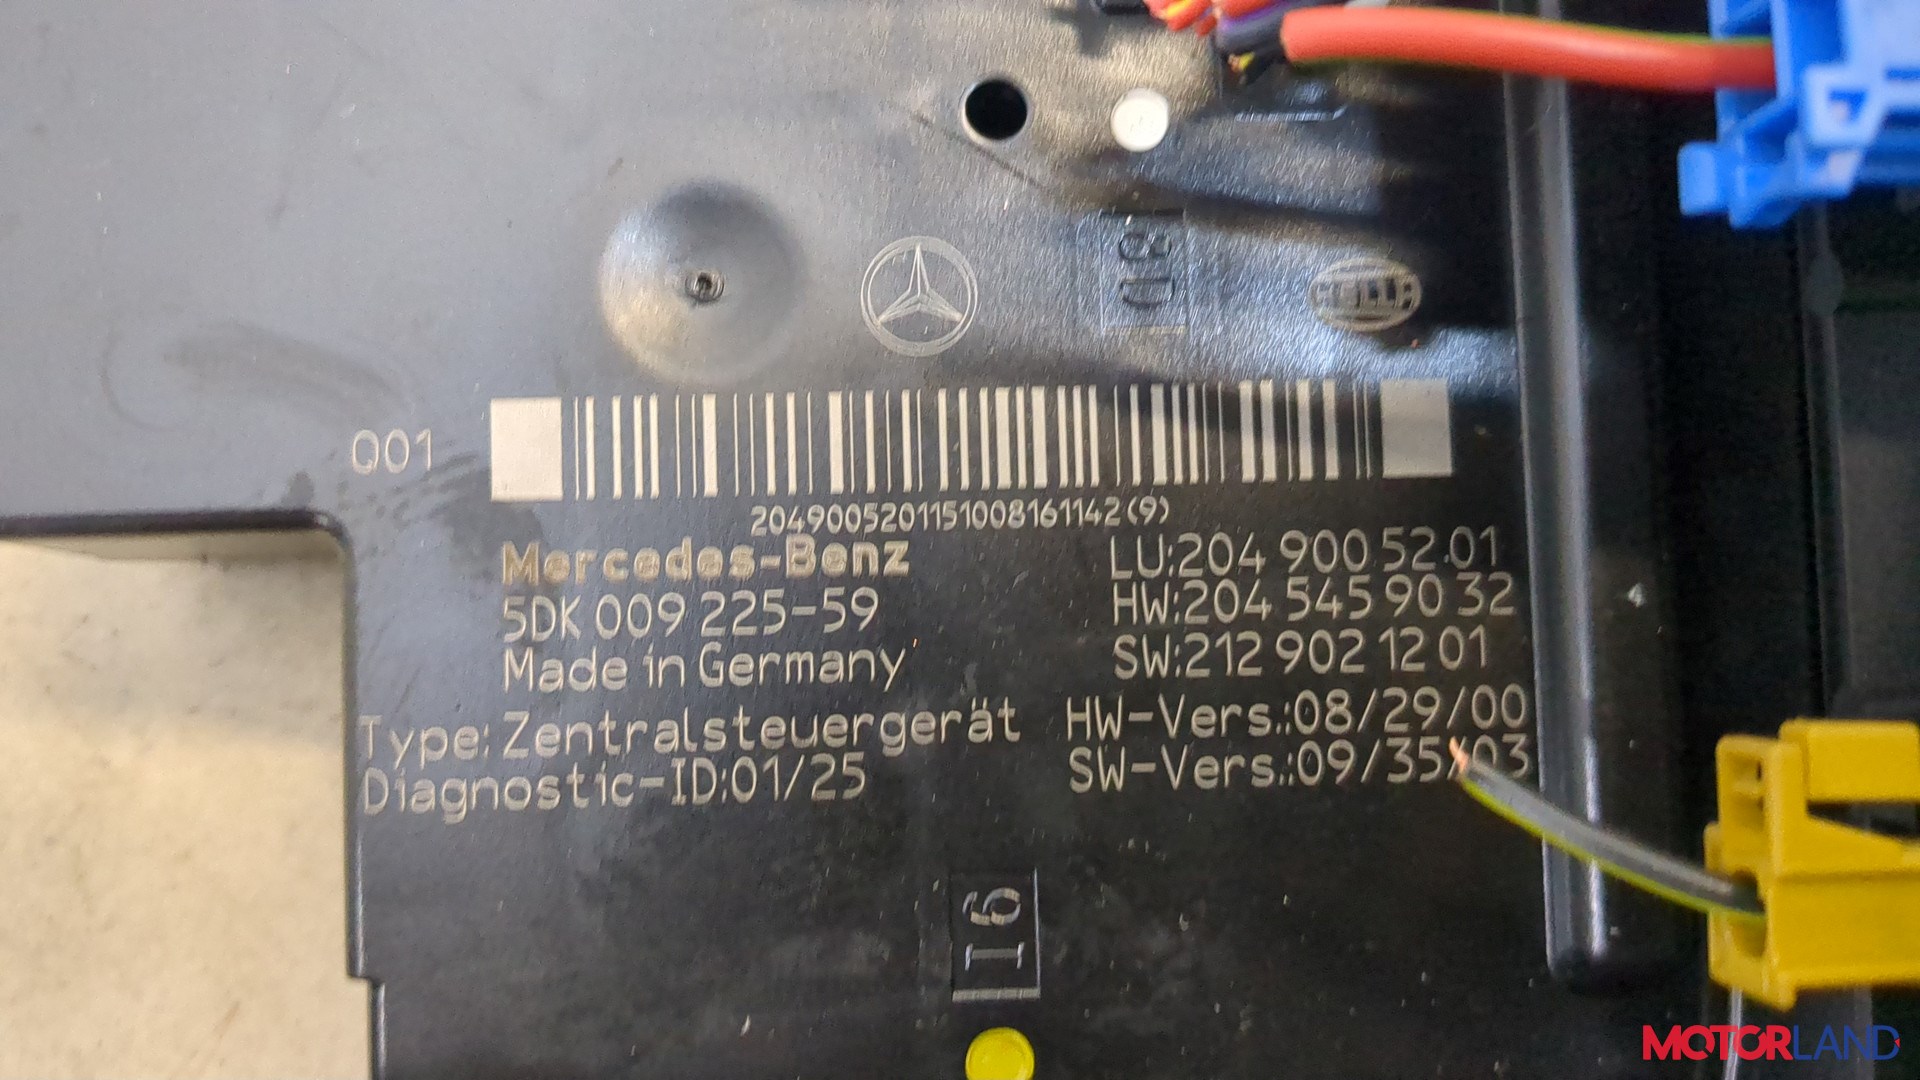 18D
HELLA
Q01
2049005201151008161142(9)
Mercedes-Benz
5DK 009 225-59
Made in Germany
LU:204 900 52.01
HW:204 545 90 32
SW:212 902 12 01
Type: Zentralsteuergerät
Diagnostic-ID:01/25
HW-Vers.:08/29/00
SW-Vers.:09/35/03
I6
MOTORLAND